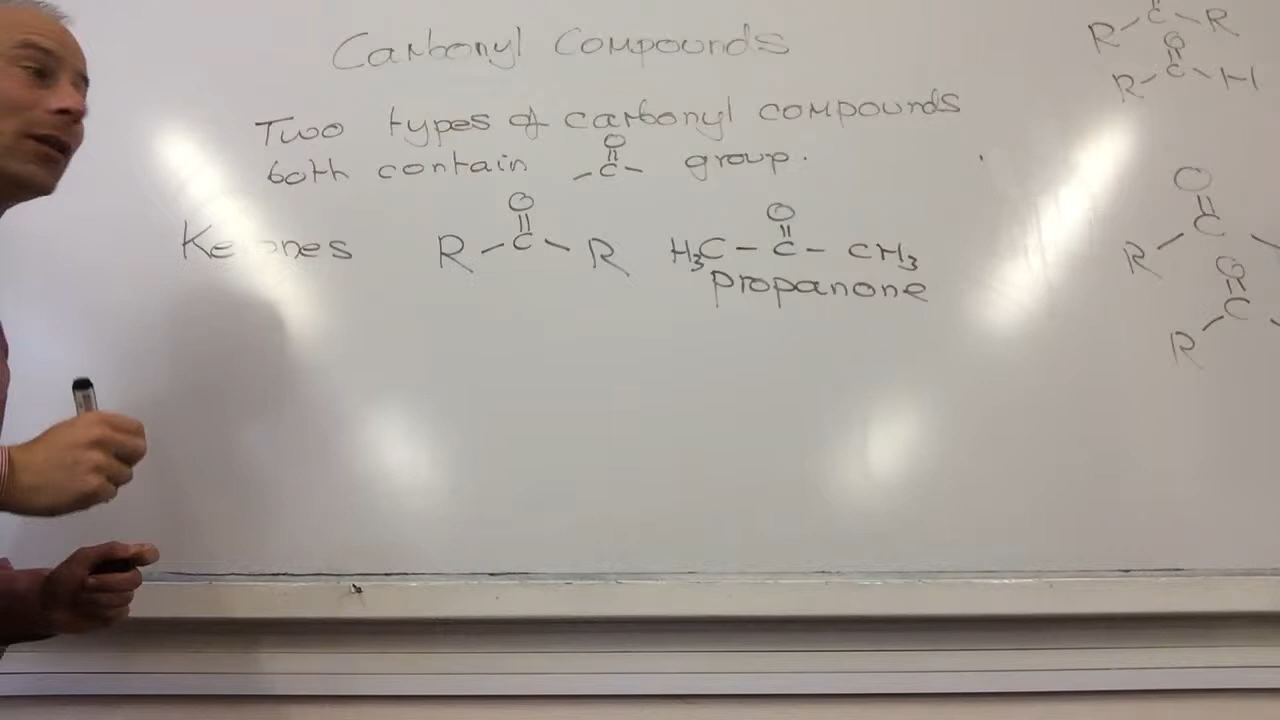 Carbonyl Compounds
Two types of carbonyl compounds
O
both contain – C – group.
O
Ketones R – C – R
O
H₃C – C – CH₃
propanone
R – C – R
O
R – C – H
O
C
R
O
C
R